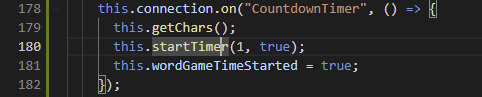 178 this.connection.on("CountdownTimer", () => {
179 this.getChars();
180 this.startTimer(1, true);
181 this.wordGameTimeStarted = true;
182 });